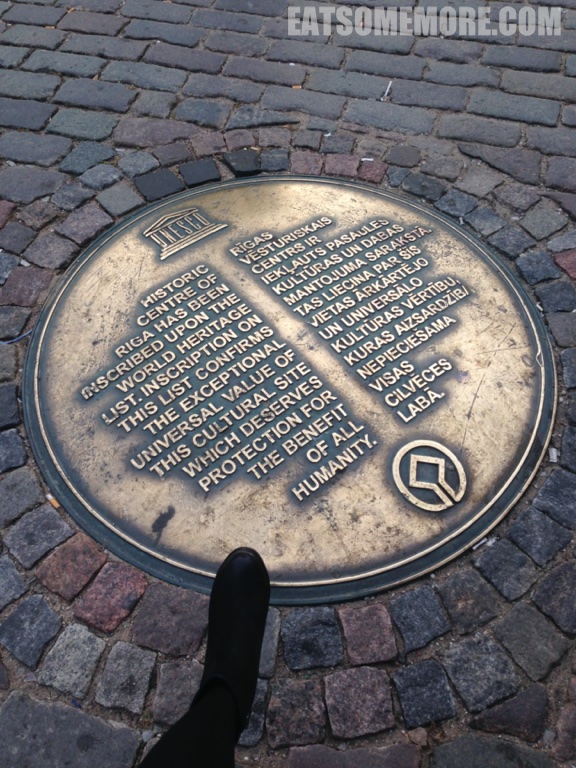 EATSOMEMORE.COM
UNESCO
HISTORIC
CENTRE OF
RIGA HAS BEEN
INSCRIBED UPON THE
WORLD HERITAGE
LIST. INSCRIPTION ON
THIS LIST CONFIRMS
THE EXCEPTIONAL
UNIVERSAL VALUE OF
THIS CULTURAL SITE
WHICH DESERVES
PROTECTION FOR
THE BENEFIT
OF ALL
HUMANITY.
RĪGAS
VĒSTURISKAIS
CENTRS IR
IEKĻAUTS PASAULES
KULTŪRAS UN DABAS
MANTOJUMA SARAKSTĀ.
TAS LIECINA PAR ŠĪS
VIETAS ĀRKĀRTĒJO
UN UNIVERSĀLO
KULTŪRAS VĒRTĪBU,
KURAS AIZSARDZĪBA
NEPIECIEŠAMA
VISAS
CILVĒCES
LABĀ.